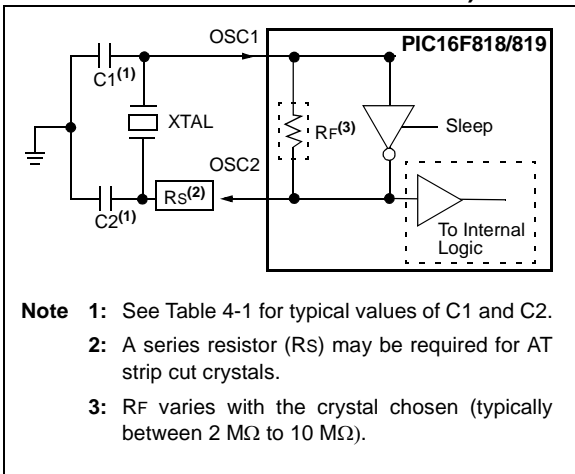 OSC1
PIC16F818/819
C1(1)
XTAL
RF(3)
Sleep
OSC2
C2(1)
RS(2)
To Internal
Logic
Note 1: See Table 4-1 for typical values of C1 and C2.
2: A series resistor (RS) may be required for AT
strip cut crystals.
3: RF varies with the crystal chosen (typically
between 2 MΩ to 10 MΩ).